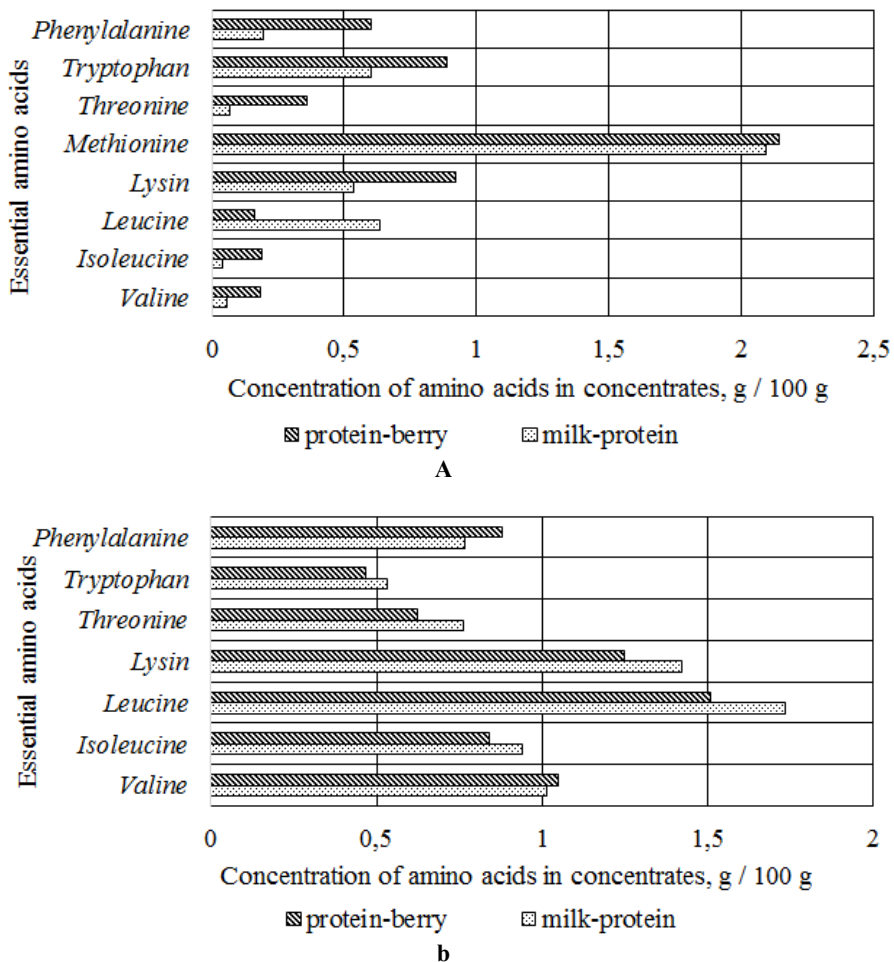 Essential amino acids
Phenylalanine
Tryptophan
Threonine
Methionine
Lysin
Leucine
Isoleucine
Valine
0 0,5 1 1,5 2 2,5
Concentration of amino acids in concentrates, g / 100 g
protein-berry milk-protein
A
Essential amino acids
Phenylalanine
Tryptophan
Threonine
Lysin
Leucine
Isoleucine
Valine
0 0,5 1 1,5 2
Concentration of amino acids in concentrates, g / 100 g
protein-berry milk-protein
b